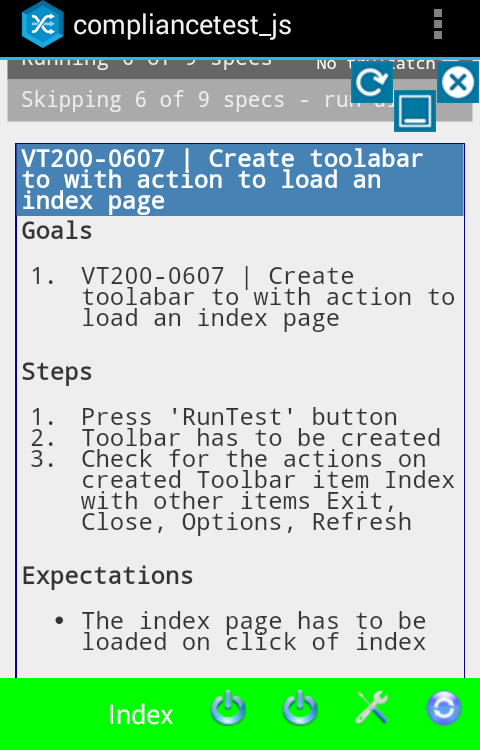 compliancetest_js
Running 6 of 9 specs
No try/catch
Skipping 6 of 9 specs - run
VT200-0607 | Create toolabar
to with action to load an
index page
Goals
1. VT200-0607 | Create
toolabar to with action to
load an index page
Steps
1. Press 'RunTest' button
2. Toolbar has to be created
3. Check for the actions on
created Toolbar item Index
with other items Exit,
Close, Options, Refresh
Expectations
• The index page has to be
loaded on click of index
Index